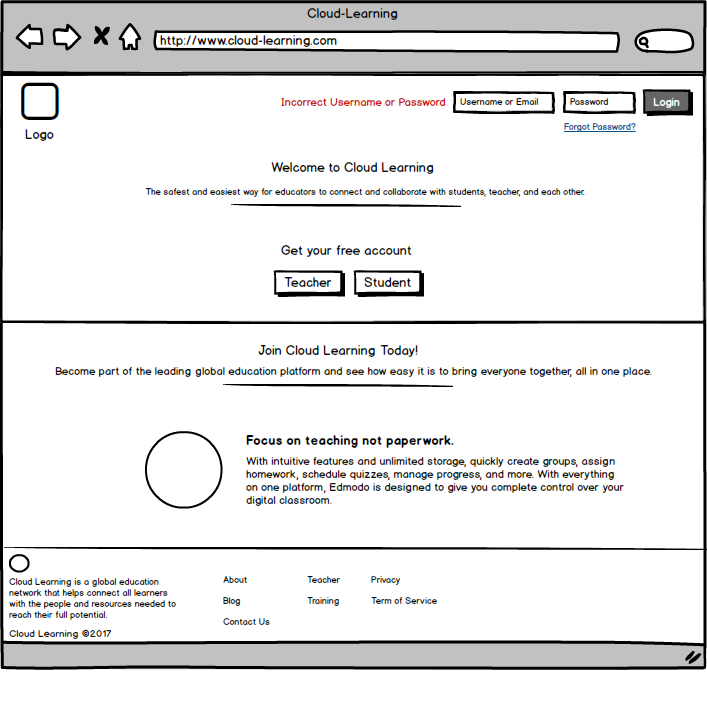 Cloud-Learning
http://www.cloud-learning.com
Incorrect Username or Password
Username or Email
Password
Login
Forgot Password?
Logo
Welcome to Cloud Learning
The safest and easiest way for educators to connect and collaborate with students, teacher, and each other.
Get your free account
Teacher
Student
Join Cloud Learning Today!
Become part of the leading global education platform and see how easy it is to bring everyone together, all in one place.
Focus on teaching not paperwork.
With intuitive features and unlimited storage, quickly create groups, assign
homework, schedule quizzes, manage progress, and more. With everything
on one platform, Edmodo is designed to give you complete control over your
digital classroom.
Cloud Learning is a global education
network that helps connect all learners
with the people and resources needed to
reach their full potential.
Cloud Learning ©2017
About
Blog
Contact Us
Teacher
Training
Privacy
Term of Service